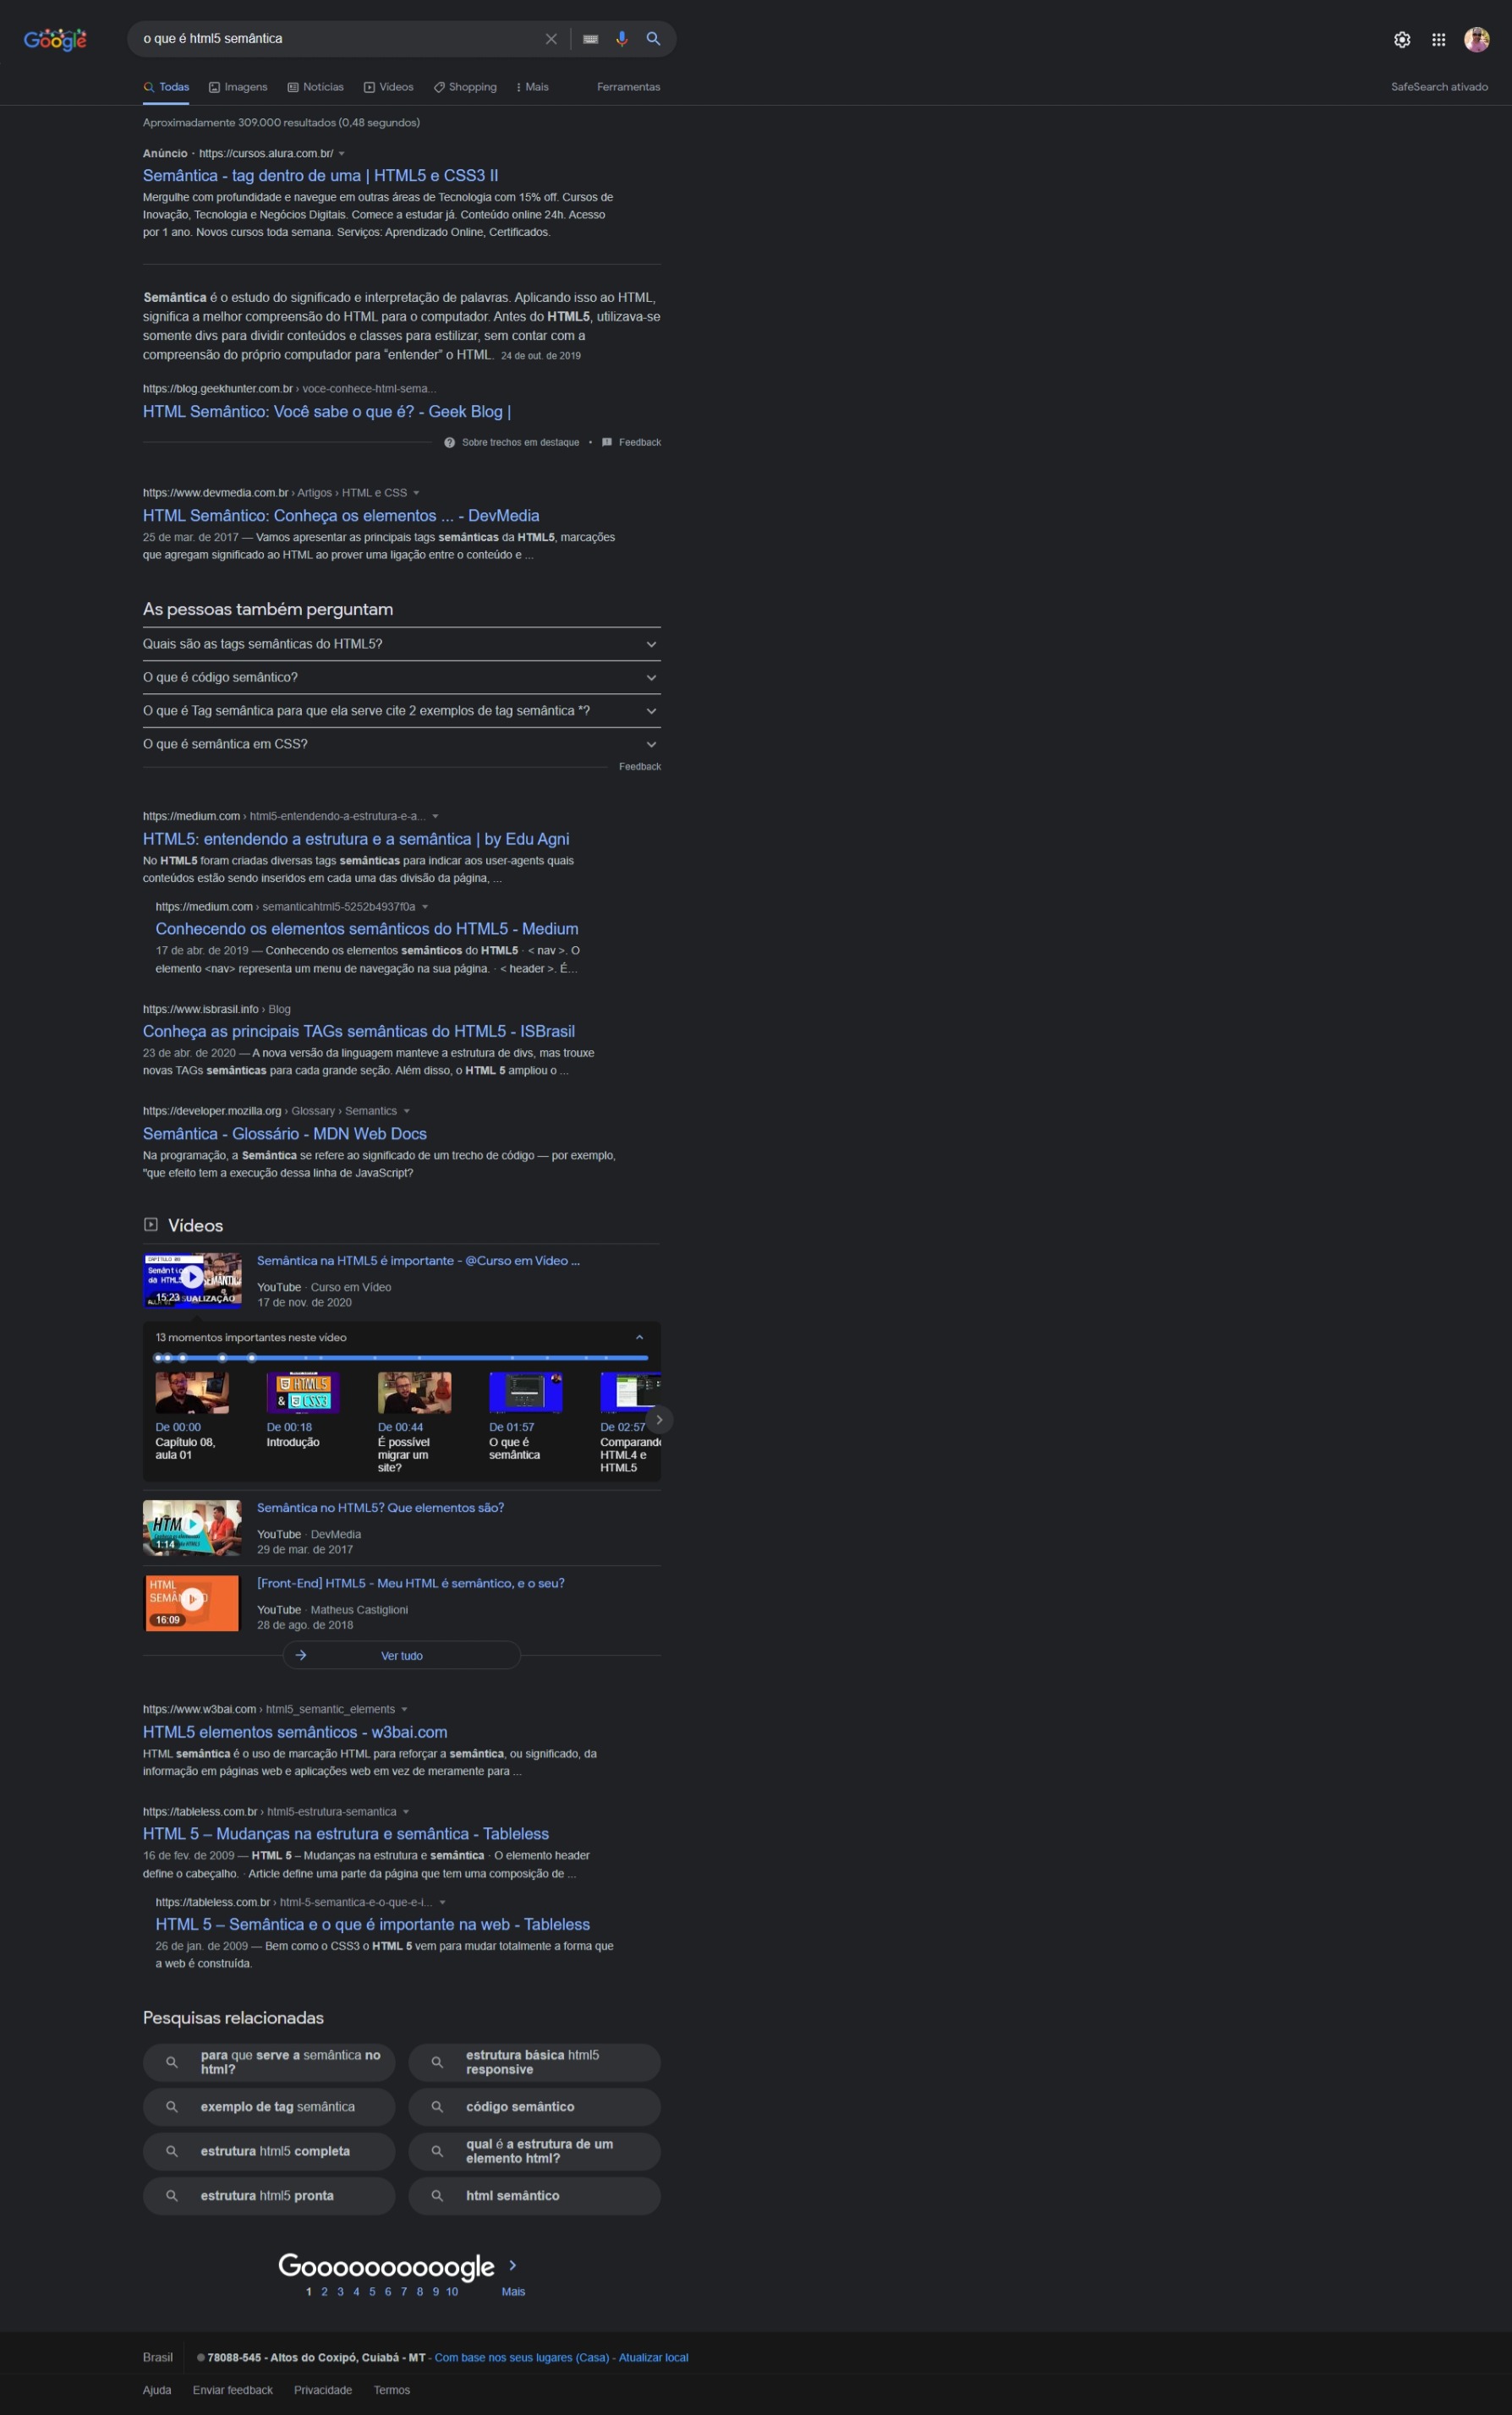 Google
o que é html5 semântica
Todas
Imagens
Notícias
Vídeos
Shopping
Mais
Ferramentas
SafeSearch ativado
Aproximadamente 309.000 resultados (0,48 segundos)
Anúncio · https://cursos.alura.com.br/
Semântica - tag dentro de uma | HTML5 e CSS3 II
Mergulhe com profundidade e navegue em outras áreas de Tecnologia com 15% off. Cursos de
Inovação, Tecnologia e Negócios Digitais. Comece a estudar já. Conteúdo online 24h. Acesso
por 1 ano. Novos cursos toda semana. Serviços: Aprendizado Online, Certificados.
Semântica é o estudo do significado e interpretação de palavras. Aplicando isso ao HTML,
significa a melhor compreensão do HTML para o computador. Antes do HTML5, utilizava-se
somente divs para dividir conteúdos e classes para estilizar, sem contar com a
compreensão do próprio computador para “entender” o HTML. 24 de out. de 2019
https://blog.geekhunter.com.br › voce-conhece-html-sema...
HTML Semântico: Você sabe o que é? - Geek Blog |
Sobre trechos em destaque • Feedback
https://www.devmedia.com.br › Artigos › HTML e CSS
HTML Semântico: Conheça os elementos ... - DevMedia
25 de mar. de 2017 — Vamos apresentar as principais tags semânticas da HTML5, marcações
que agregam significado ao HTML ao prover uma ligação entre o conteúdo e ...
As pessoas também perguntam
Quais são as tags semânticas do HTML5?
O que é código semântico?
O que é Tag semântica para que ela serve cite 2 exemplos de tag semântica *?
O que é semântica em CSS?
Feedback
https://medium.com › html5-entendendo-a-estrutura-e-a...
HTML5: entendendo a estrutura e a semântica | by Edu Agni
No HTML5 foram criadas diversas tags semânticas para indicar aos user-agents quais
conteúdos estão sendo inseridos em cada uma das divisão da página, ...
https://medium.com › semanticahtml5-5252b4937f0a
Conhecendo os elementos semânticos do HTML5 - Medium
17 de abr. de 2019 — Conhecendo os elementos semânticos do HTML5 · < nav >. O
elemento <nav> representa um menu de navegação na sua página. · < header >. É...
https://www.isbrasil.info › Blog
Conheça as principais TAGs semânticas do HTML5 - ISBrasil
23 de abr. de 2020 — A nova versão da linguagem manteve a estrutura de divs, mas trouxe
novas TAGs semânticas para cada grande seção. Além disso, o HTML 5 ampliou o ...
https://developer.mozilla.org › Glossary › Semantics
Semântica - Glossário - MDN Web Docs
Na programação, a Semântica se refere ao significado de um trecho de código — por exemplo,
"que efeito tem a execução dessa linha de JavaScript?
Vídeos
15:23
Semântica na HTML5 é importante - @Curso em Vídeo ...
YouTube · Curso em Vídeo
17 de nov. de 2020
13 momentos importantes neste vídeo
HTML5
& CSS3
De 00:00
Capítulo 08,
aula 01
De 00:18
Introdução
De 00:44
É possível
migrar um
site?
De 01:57
O que é
semântica
De 02:57
Comparando
HTML4 e
HTML5
1:14
Semântica no HTML5? Que elementos são?
YouTube · DevMedia
29 de mar. de 2017
HTML
16:09
[Front-End] HTML5 - Meu HTML é semântico, e o seu?
YouTube · Matheus Castiglioni
28 de ago. de 2018
Ver tudo
https://www.w3bai.com › html5_semantic_elements
HTML5 elementos semânticos - w3bai.com
HTML semântica é o uso de marcação HTML para reforçar a semântica, ou significado, da
informação em páginas web e aplicações web em vez de meramente para ...
https://tableless.com.br › html5-estrutura-semantica
HTML 5 – Mudanças na estrutura e semântica - Tableless
16 de fev. de 2009 — HTML 5 – Mudanças na estrutura e semântica · O elemento header
define o cabeçalho. · Article define uma parte da página que tem uma composição de ...
https://tableless.com.br › html-5-semantica-e-o-que-e-i...
HTML 5 – Semântica e o que é importante na web - Tableless
26 de jan. de 2009 — Bem como o CSS3 o HTML 5 vem para mudar totalmente a forma que
a web é construída.
Pesquisas relacionadas
para que serve a semântica no
html?
estrutura básica html5
responsive
exemplo de tag semântica
código semântico
estrutura html5 completa
qual é a estrutura de um
elemento html?
estrutura html5 pronta
html semântico
Goooooooooogle
1 2 3 4 5 6 7 8 9 10 Mais
Brasil
78088-545 - Altos do Coxipó, Cuiabá - MT - Com base nos seus lugares (Casa) - Atualizar local
Ajuda
Enviar feedback
Privacidade
Termos